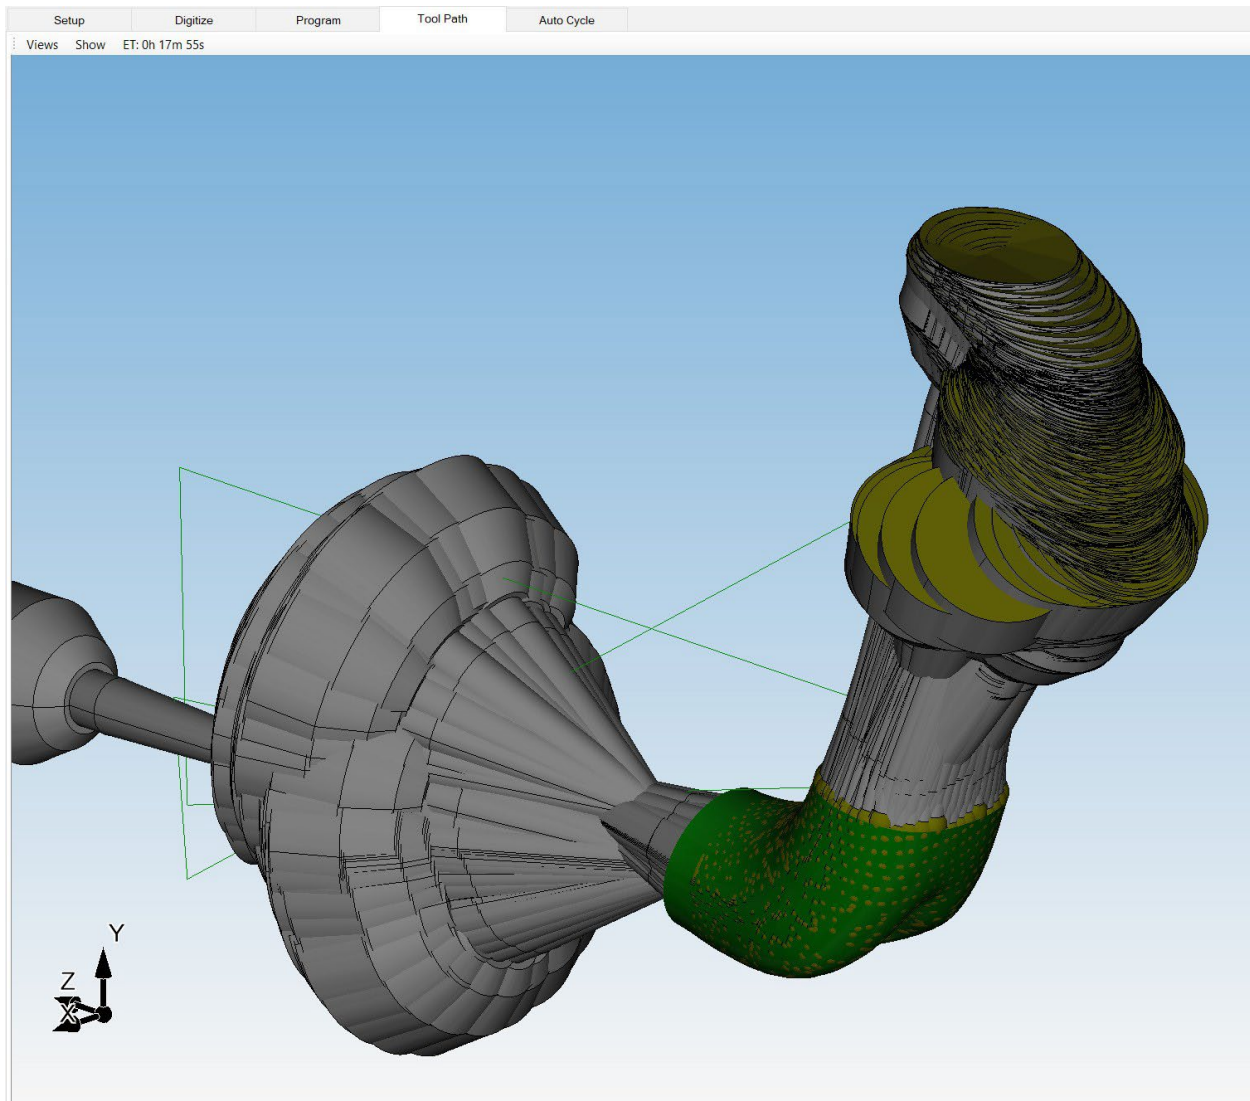 Setup Digitize Program Tool Path Auto Cycle
Views Show ET: 0h 17m 55s
Y
Z
X